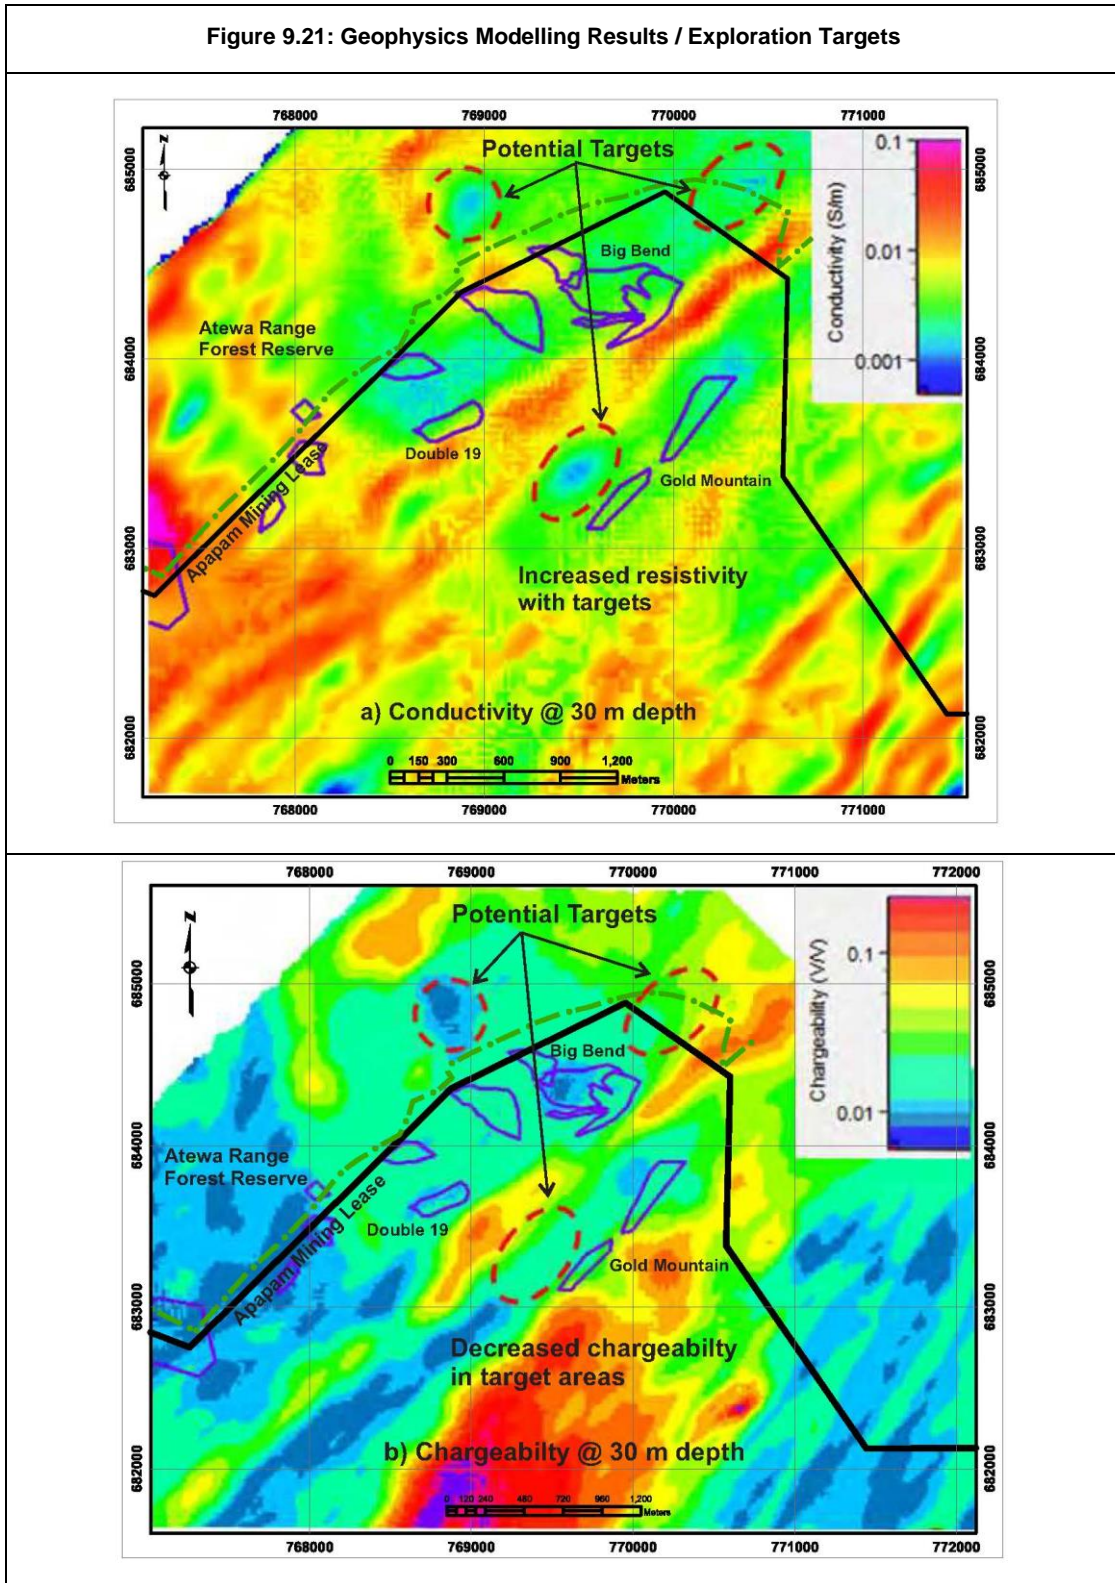 Figure 9.21: Geophysics Modelling Results / Exploration Targets
768000
769000
770000
771000
N
Potential Targets
0.1
0.01
0.001
Conductivity (S/m)
685000
685000
684000
684000
683000
683000
682000
682000
Big Bend
Atewa Range
Forest Reserve
Double 19
Apapam Mining Lease
Gold Mountain
Increased resistivity
with targets
a) Conductivity @ 30 m depth
0 150 300 600 900 1,200
Meters
768000
769000
770000
771000
768000
769000
770000
771000
772000
N
Potential Targets
0.1
0.01
Chargeability (V/V)
685000
685000
684000
684000
683000
683000
682000
682000
Big Bend
Atewa Range
Forest Reserve
Double 19
Apapam Mining Lease
Gold Mountain
Decreased chargeabilty
in target areas
b) Chargeabilty @ 30 m depth
0 120 240 480 720 960 1,200
Meters
768000
769000
770000
771000
772000